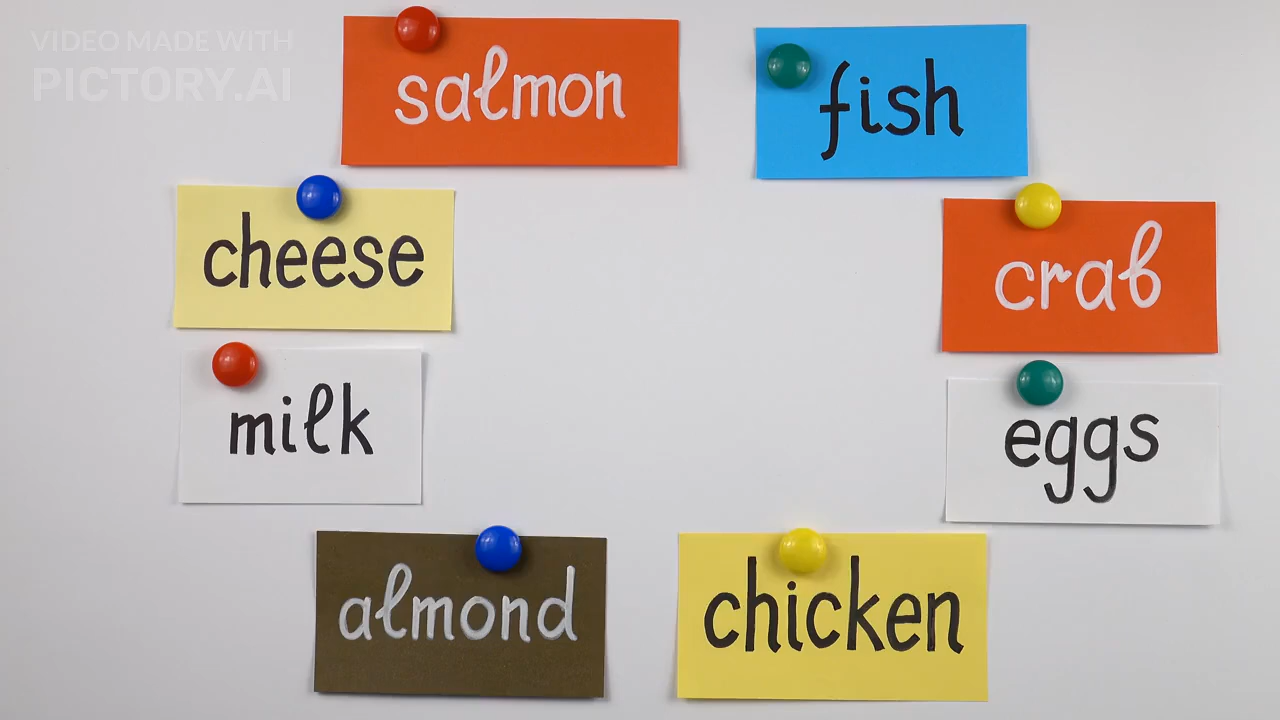 VIDEO MADE WITH
PICTORY.AI
salmon
fish
cheese
crab
milk
eggs
almond
chicken